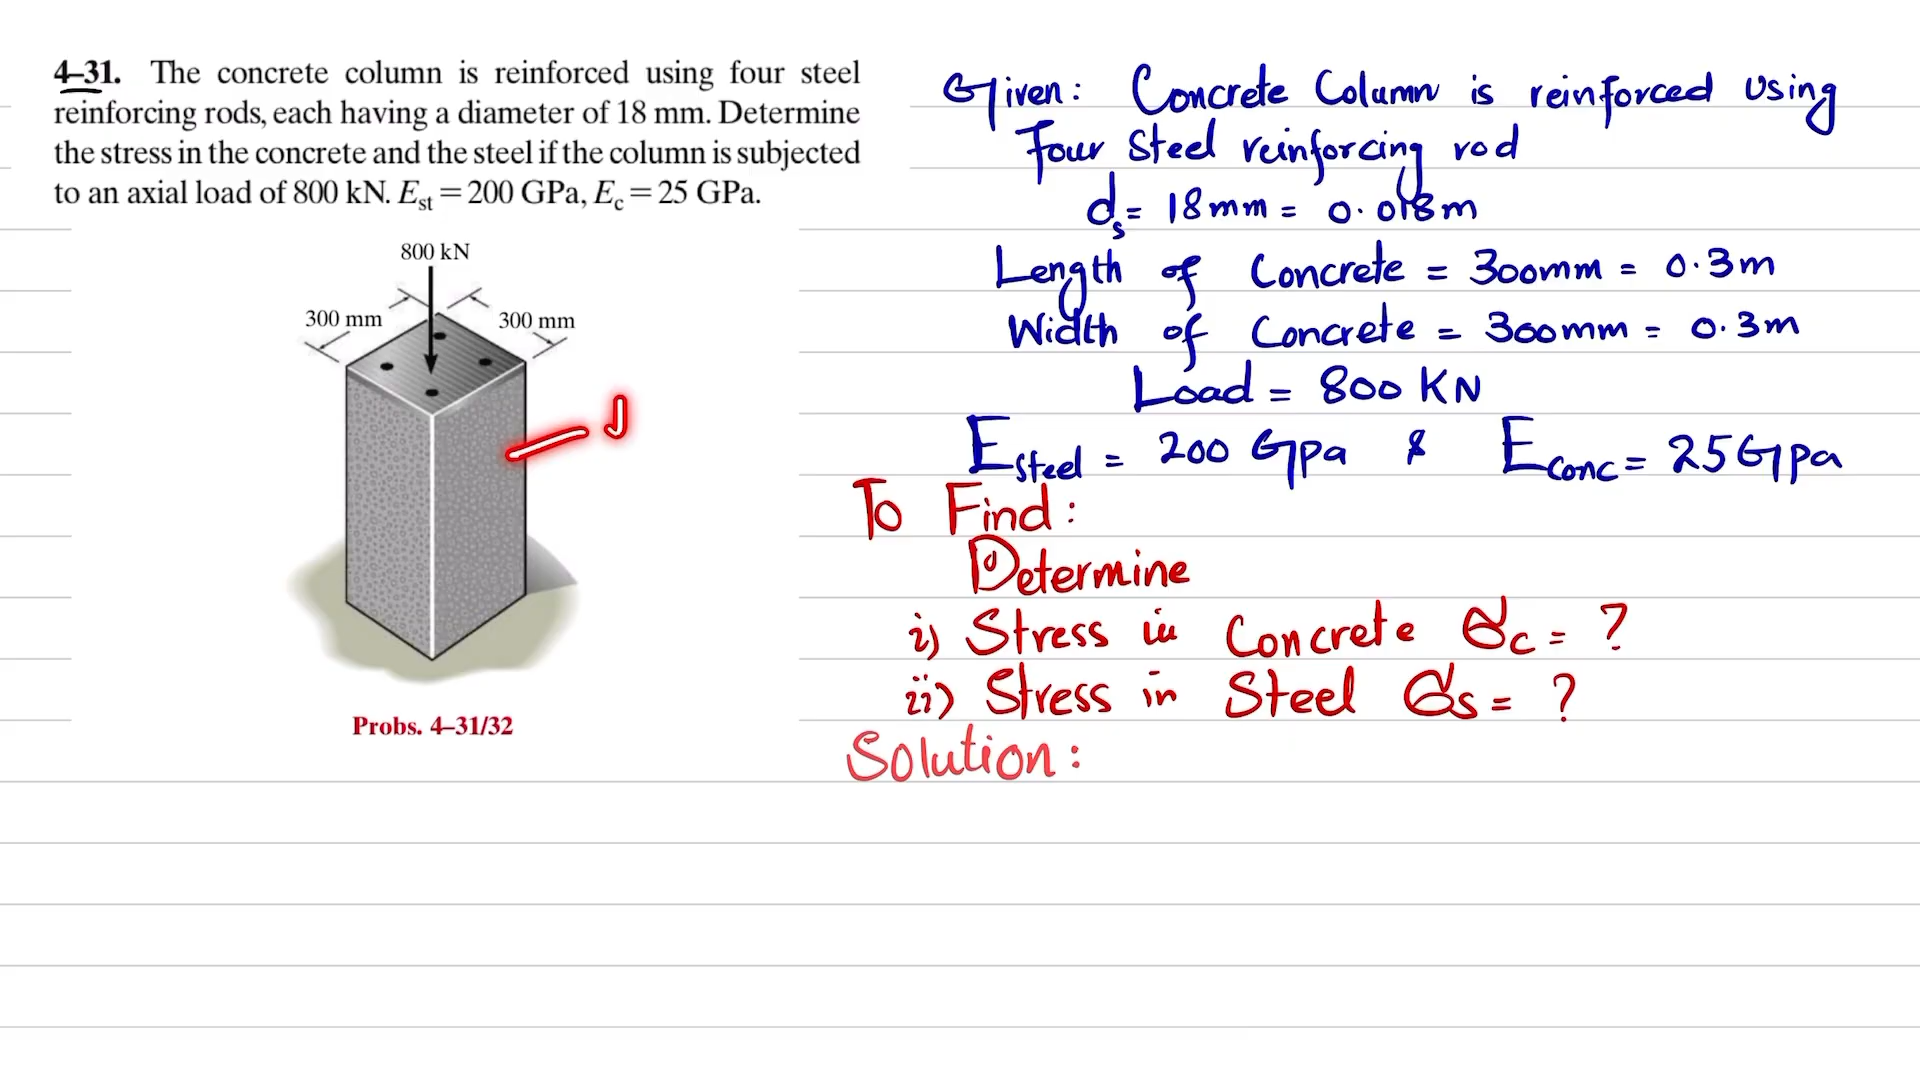 4–31. The concrete column is reinforced using four steel
reinforcing rods, each having a diameter of 18 mm. Determine
the stress in the concrete and the steel if the column is subjected
to an axial load of 800 kN. Est = 200 GPa, Ec = 25 GPa.
800 kN
300 mm
300 mm
Probs. 4–31/32
Given: Concrete Column is reinforced using
Four Steel reinforcing rod
ds = 18mm = 0.018m
Length of Concrete = 300mm = 0.3m
Width of Concrete = 300mm = 0.3m
Load = 800 KN
Esteel = 200 Gpa & Econc = 25Gpa
To Find:
Determine
i) Stress in Concrete σc = ?
ii) Stress in Steel σs = ?
Solution: